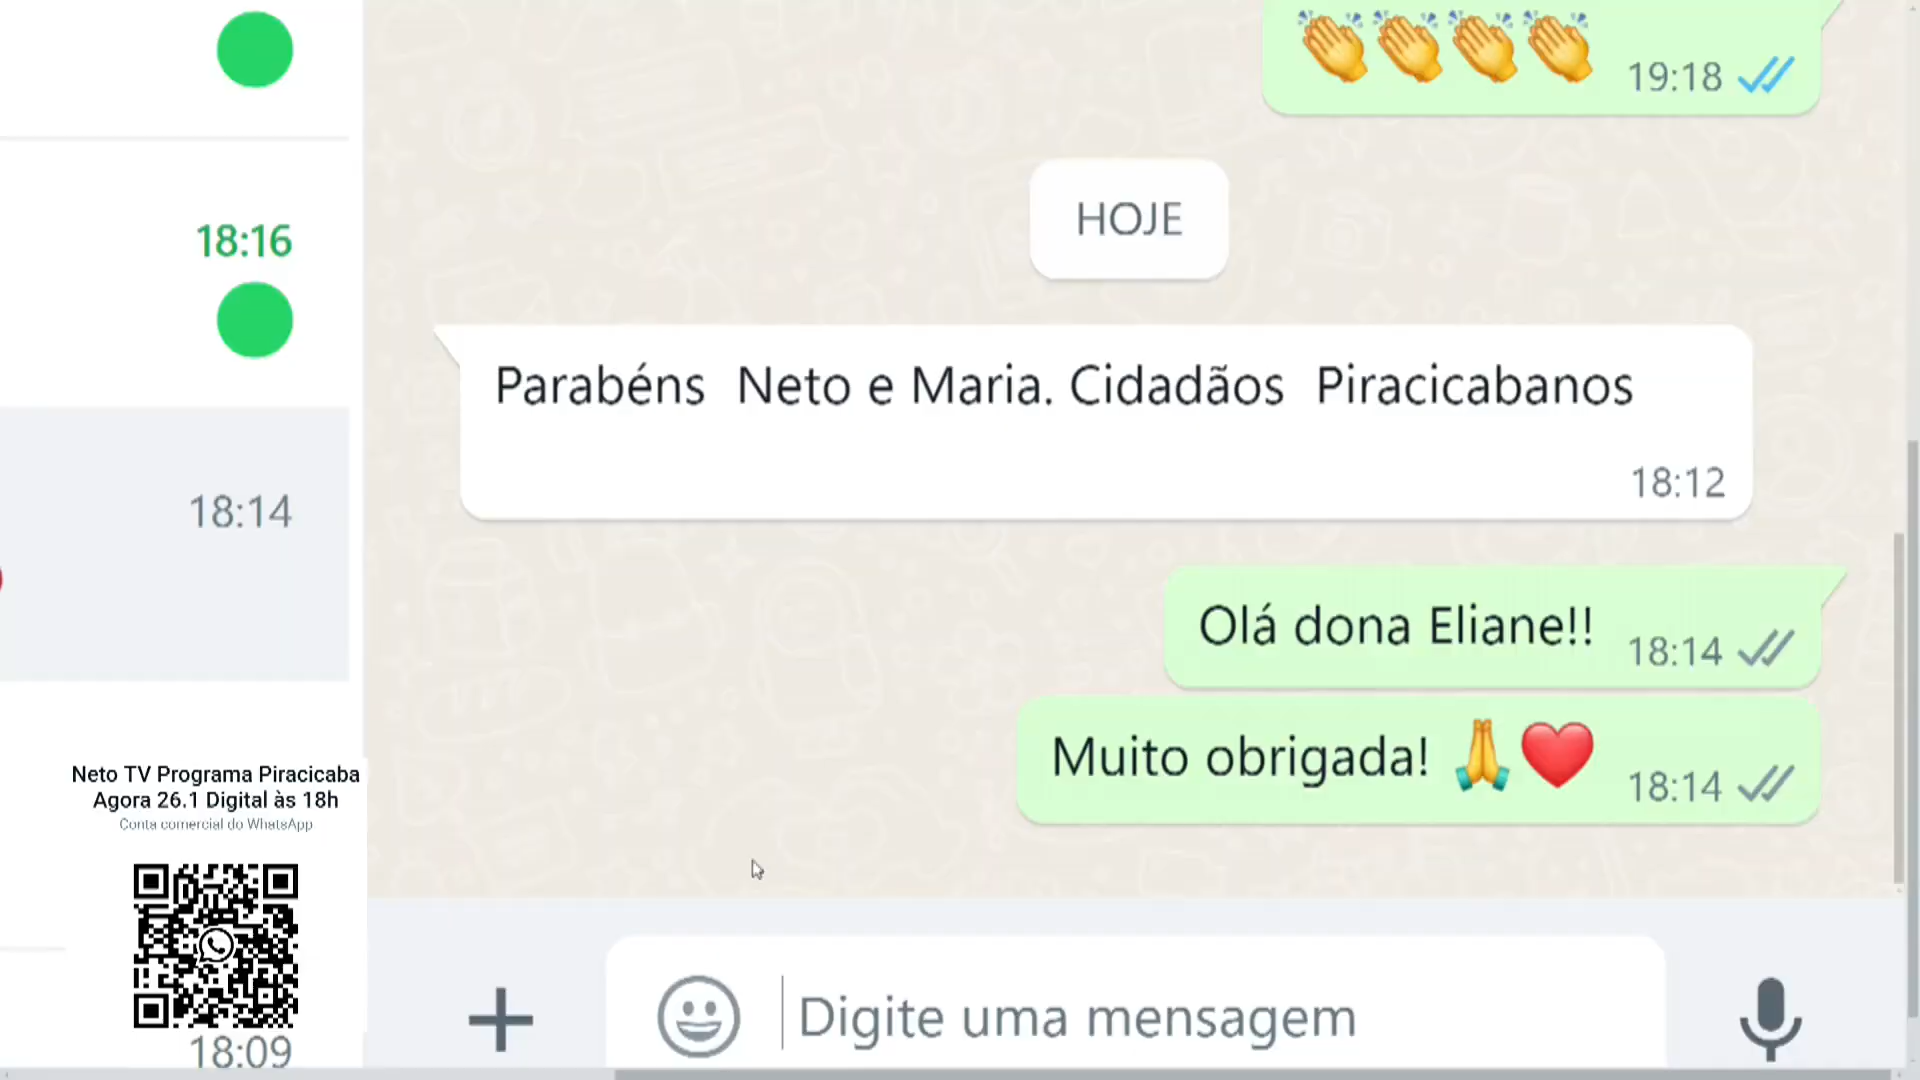 👏👏👏👏 19:18
HOJE
18:16
Parabéns Neto e Maria. Cidadãos Piracicabanos
18:12
18:14
Olá dona Eliane!! 18:14
Muito obrigada! 🙏❤️ 18:14
Neto TV Programa Piracicaba
Agora 26.1 Digital às 18h
Conta comercial do WhatsApp
18:09
Digite uma mensagem